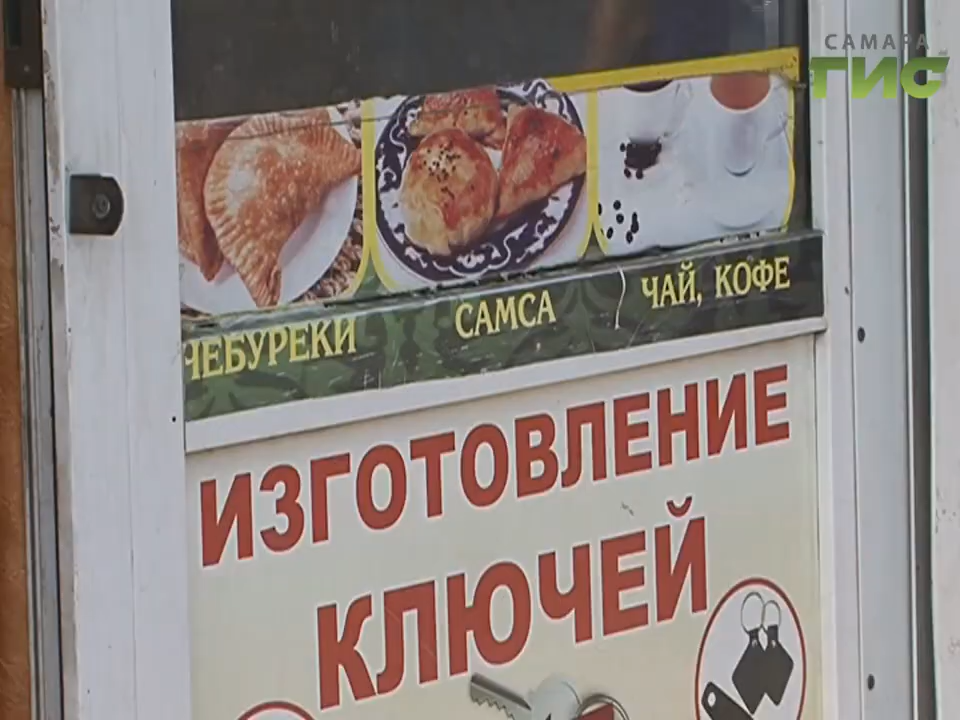 САМАРА
ГИС
ЧЕБУРЕКИ
САМСА
ЧАЙ, КОФЕ
ИЗГОТОВЛЕНИЕ
КЛЮЧЕЙ